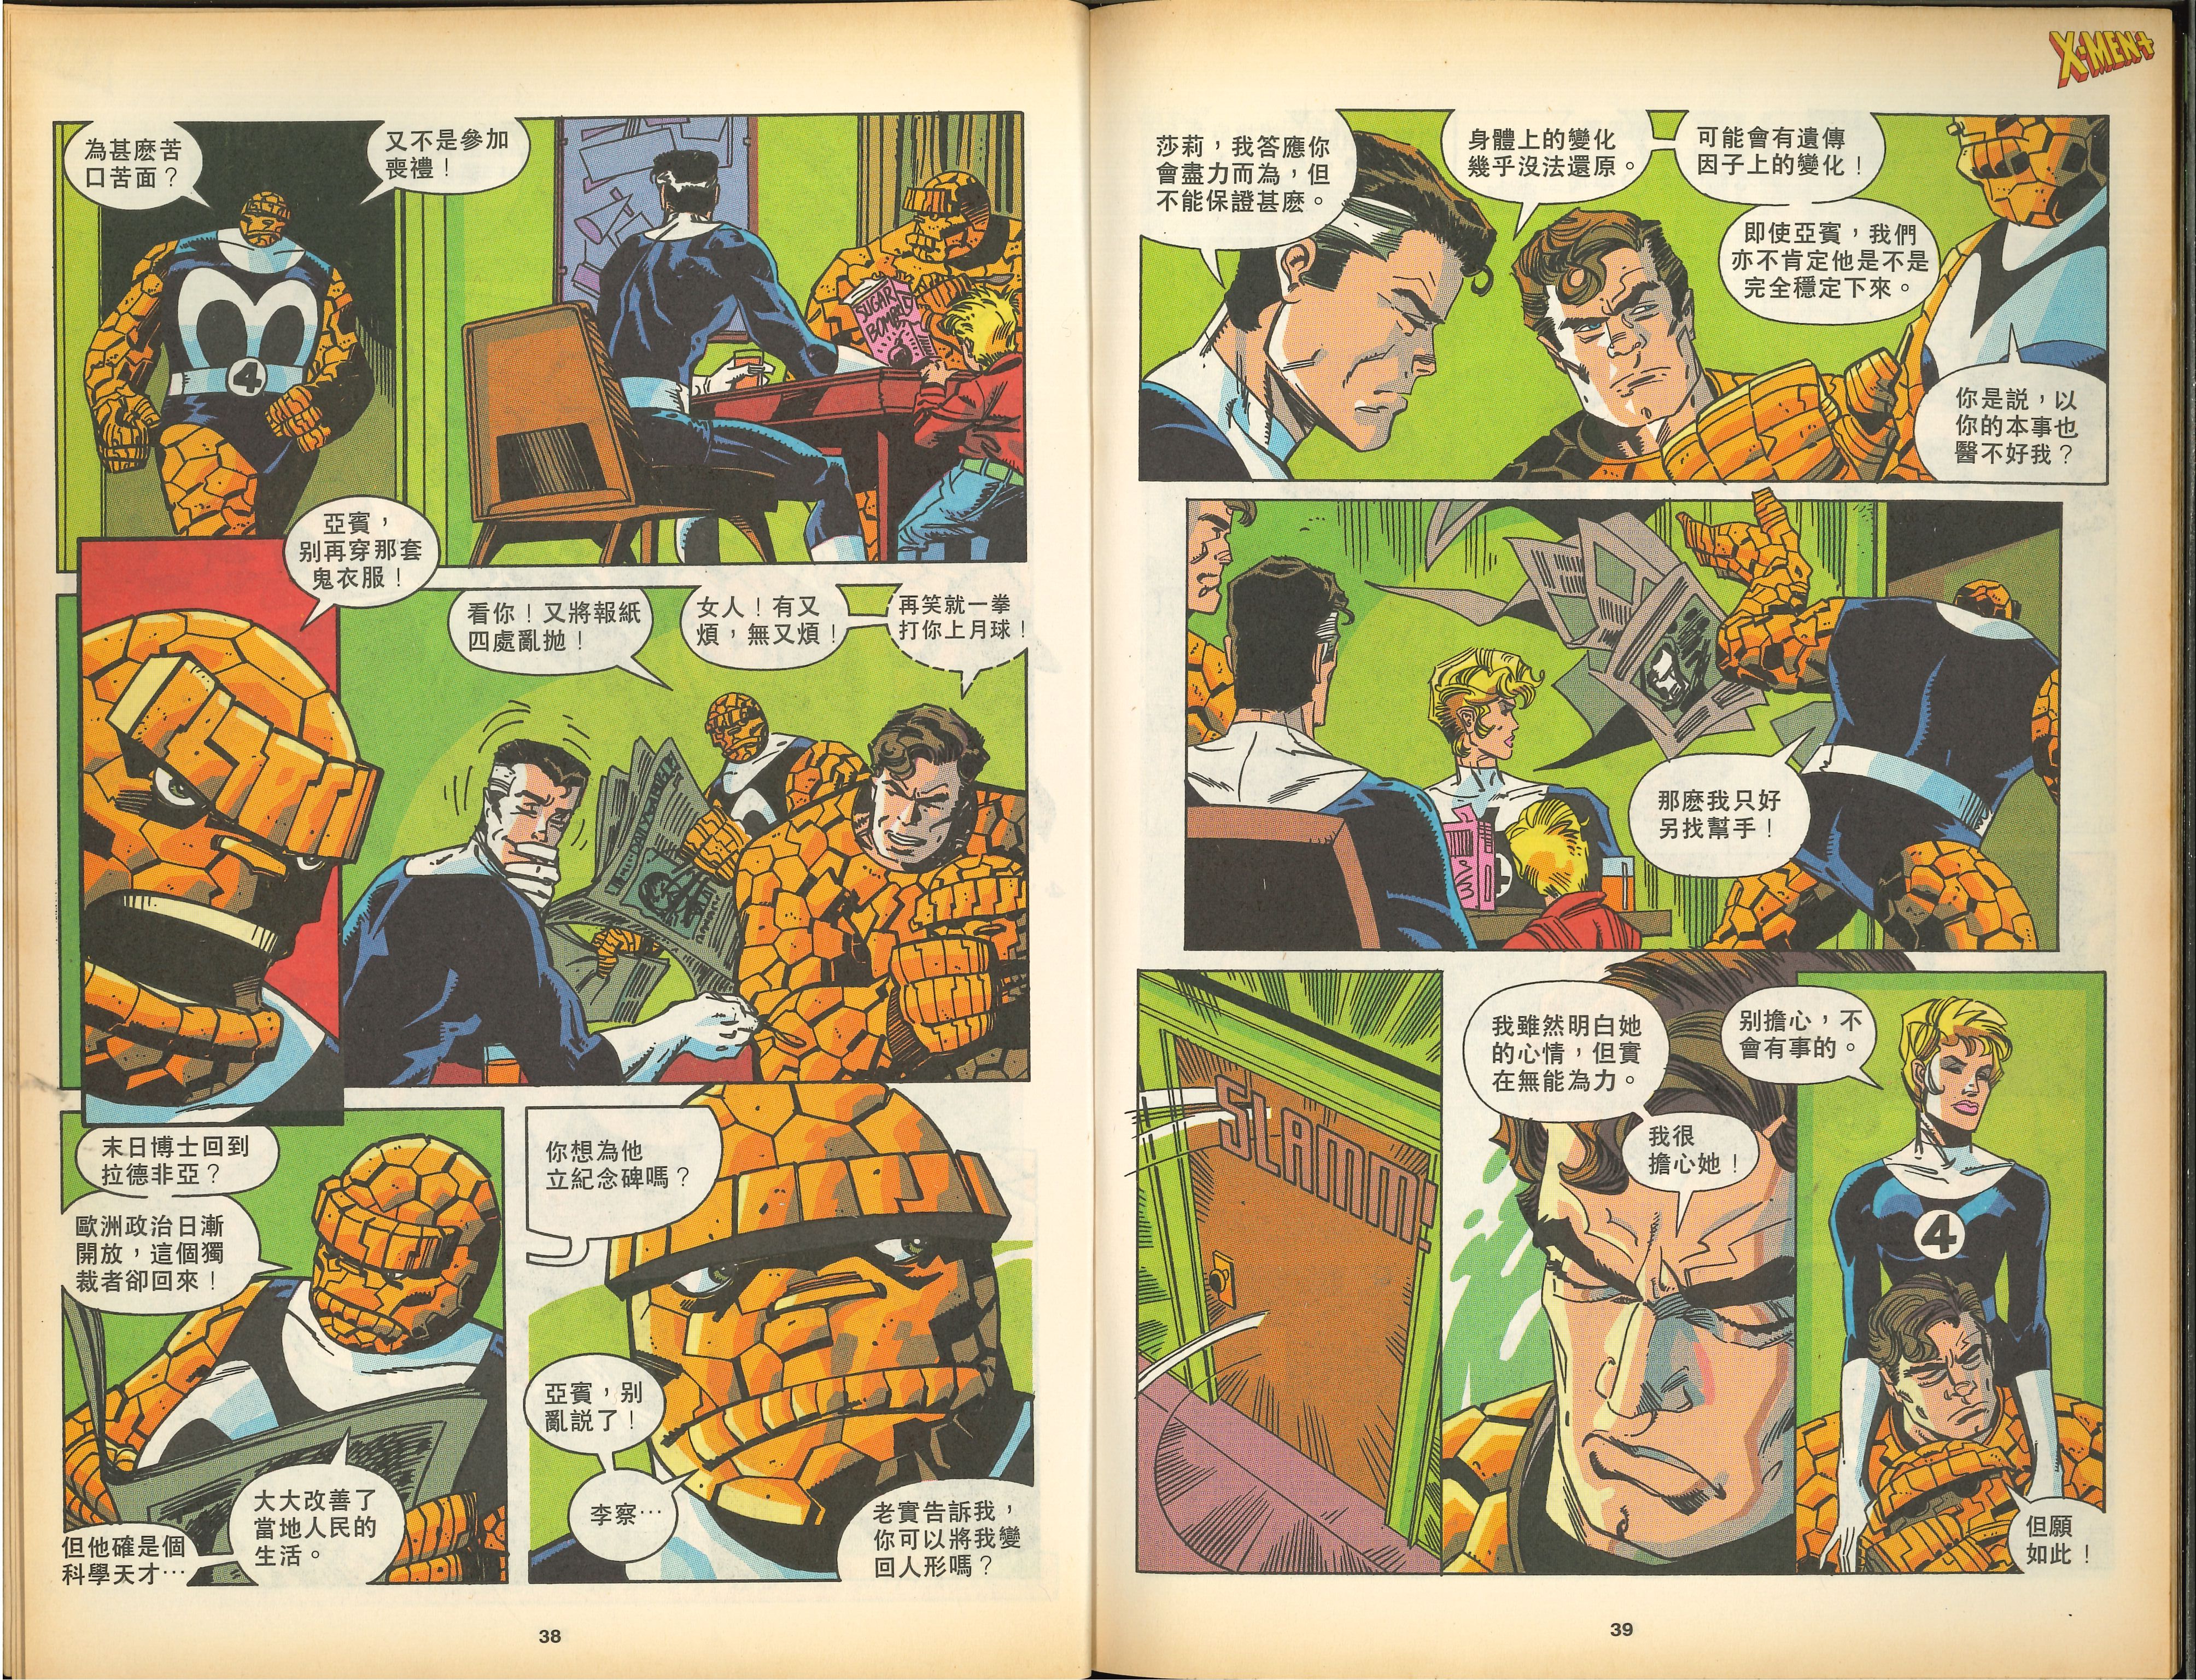 為甚麽苦
口苦面？
又不是參加
喪禮！
4
SUGAR
BOMBS
亞賓，
別再穿那套
鬼衣服！
看你！又將報紙
四處亂拋！
女人！有又
煩，無又煩！
再笑就一拳
打你上月球！
DAILY BUGLE
末日博士回到
拉德非亞？
歐洲政治日漸
開放，這個獨
裁者卻回來！
但他確是個
科學天才…
大大改善了
當地人民的
生活。
你想為他
立紀念碑嗎？
亞賓，別
亂說了！
李察…
老實告訴我，
你可以將我變
回人形嗎？
38
X-MEN+
莎莉，我答應你
會盡力而為，但
不能保證甚麽。
身體上的變化
幾乎沒法還原。
可能會有遺傳
因子上的變化！
即使亞賓，我們
亦不肯定他是不是
完全穩定下來。
你是説，以
你的本事也
醫不好我？
那麽我只好
另找幫手！
SLAMM!
我雖然明白她
的心情，但實
在無能為力。
我很
擔心她！
別擔心，不
會有事的。
4
但願
如此！
39